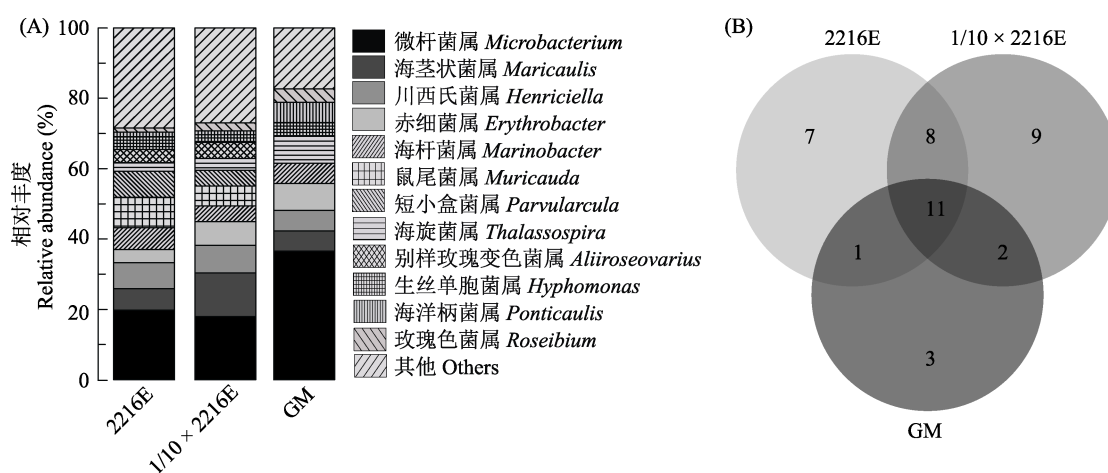 (A)
相对丰度
Relative abundance (%)
100
80
60
40
20
0
2216E
1/10 × 2216E
GM
微杆菌属 Microbacterium
海茎状菌属 Maricaulis
川西氏菌属 Henriciella
赤细菌属 Erythrobacter
海杆菌属 Marinobacter
鼠尾菌属 Muricauda
短小盒菌属 Parvularcula
海旋菌属 Thalassospira
别样玫瑰变色菌属 Aliiroseovarius
生丝单胞菌属 Hyphomonas
海洋柄菌属 Ponticaulis
玫瑰色菌属 Roseibium
其他 Others
(B)
2216E
1/10 × 2216E
7
8
9
11
1
2
3
GM